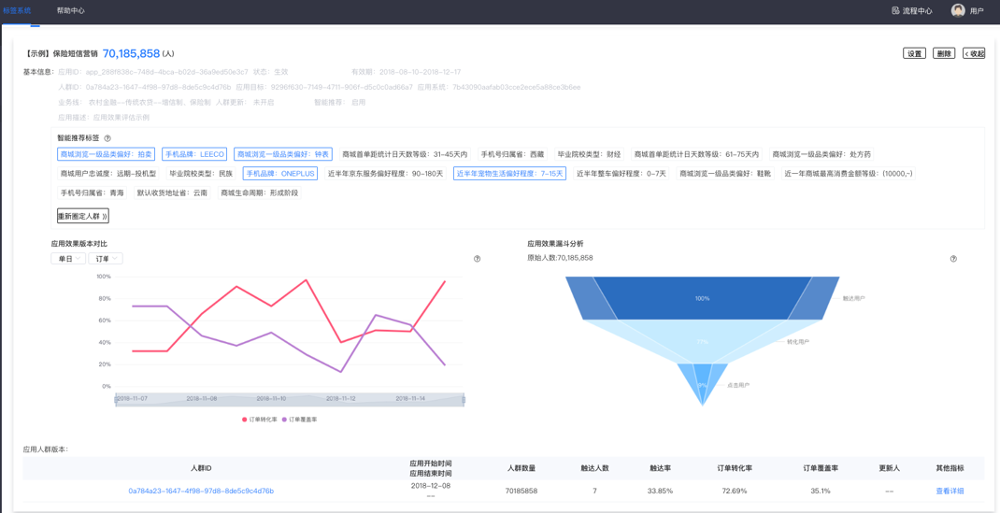 标签系统 帮助中心 流程中心 用户
【示例】保险短信营销 70,185,858 (人) 设置 删除 < 收起
基本信息: 应用ID: app_288f838c-748d-4bca-b02d-36a9ed50e3c7 状态: 生效 有效期: 2018-08-10-2018-12-17
人群ID: 0a784a23-1647-4f98-97d8-8de5c9c4d76b 应用目标: 9296f630-7149-4711-906f-d5c0c0ad66a7 应用系统: 7b43090aafab03cce2ece5a68ce3b6ee
业务线: 农村金融--传统农贷--增信制、保险制 人群更新: 未开启 智能推荐: 启用
应用描述: 应用效果评估示例
智能推荐标签
商城浏览一级品类偏好: 拍卖 手机品牌: LEECO 商城浏览一级品类偏好: 钟表 商城首单距统计日天数等级: 31~45天内 手机号归属省: 西藏 毕业院校类型: 财经 商城首单距统计日天数等级: 61~75天内 商城浏览一级品类偏好: 处方药
商城用户忠诚度: 远期-投机型 毕业院校类型: 民族 手机品牌: ONEPLUS 近半年京东服务偏好程度: 90-180天 近半年宠物生活偏好程度: 7~15天 近半年整车偏好程度: 0~7天 商城浏览一级品类偏好: 鞋靴 近一年商城最高消费金额等级: (10000,~)
手机号归属省: 青海 默认收货地址省: 云南 商城生命周期: 形成阶段
重新圈定人群 》
应用效果版本对比 应用效果漏斗分析
单日 订单 原始人数:70,185,858
100%
80%
60%
40%
20%
0%
2018-11-07 2018-11-08 2018-11-10 2018-11-12 2018-11-14
订单转化率 订单覆盖率
100% 触达用户
转化用户
点击用户
应用人群版本:
人群ID 应用开始时间 应用结束时间 人群数量 触达人数 触达率 订单转化率 订单覆盖率 更新人 其他指标
0a784a23-1647-4f98-97d8-8de5c9c4d76b 2018-12-08 -- 70185858 7 33.85% 72.69% 35.1% -- 查看详细